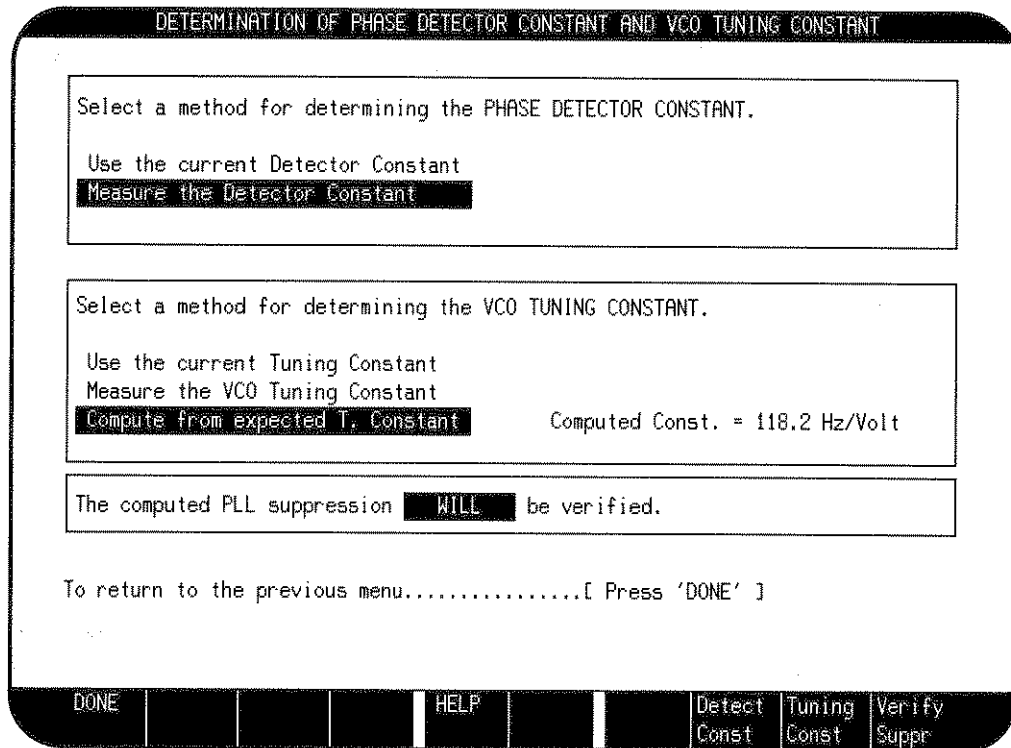 DETERMINATION OF PHASE DETECTOR CONSTANT AND VCO TUNING CONSTANT
Select a method for determining the PHASE DETECTOR CONSTANT.
Use the current Detector Constant
Measure the Detector Constant
Select a method for determining the VCO TUNING CONSTANT.
Use the current Tuning Constant
Measure the VCO Tuning Constant
Compute from expected T. Constant Computed Const. = 118.2 Hz/Volt
The computed PLL suppression WILL be verified.
To return to the previous menu................[ Press 'DONE' ]
DONE HELP Detect Tuning Verify
Const Const Suppr